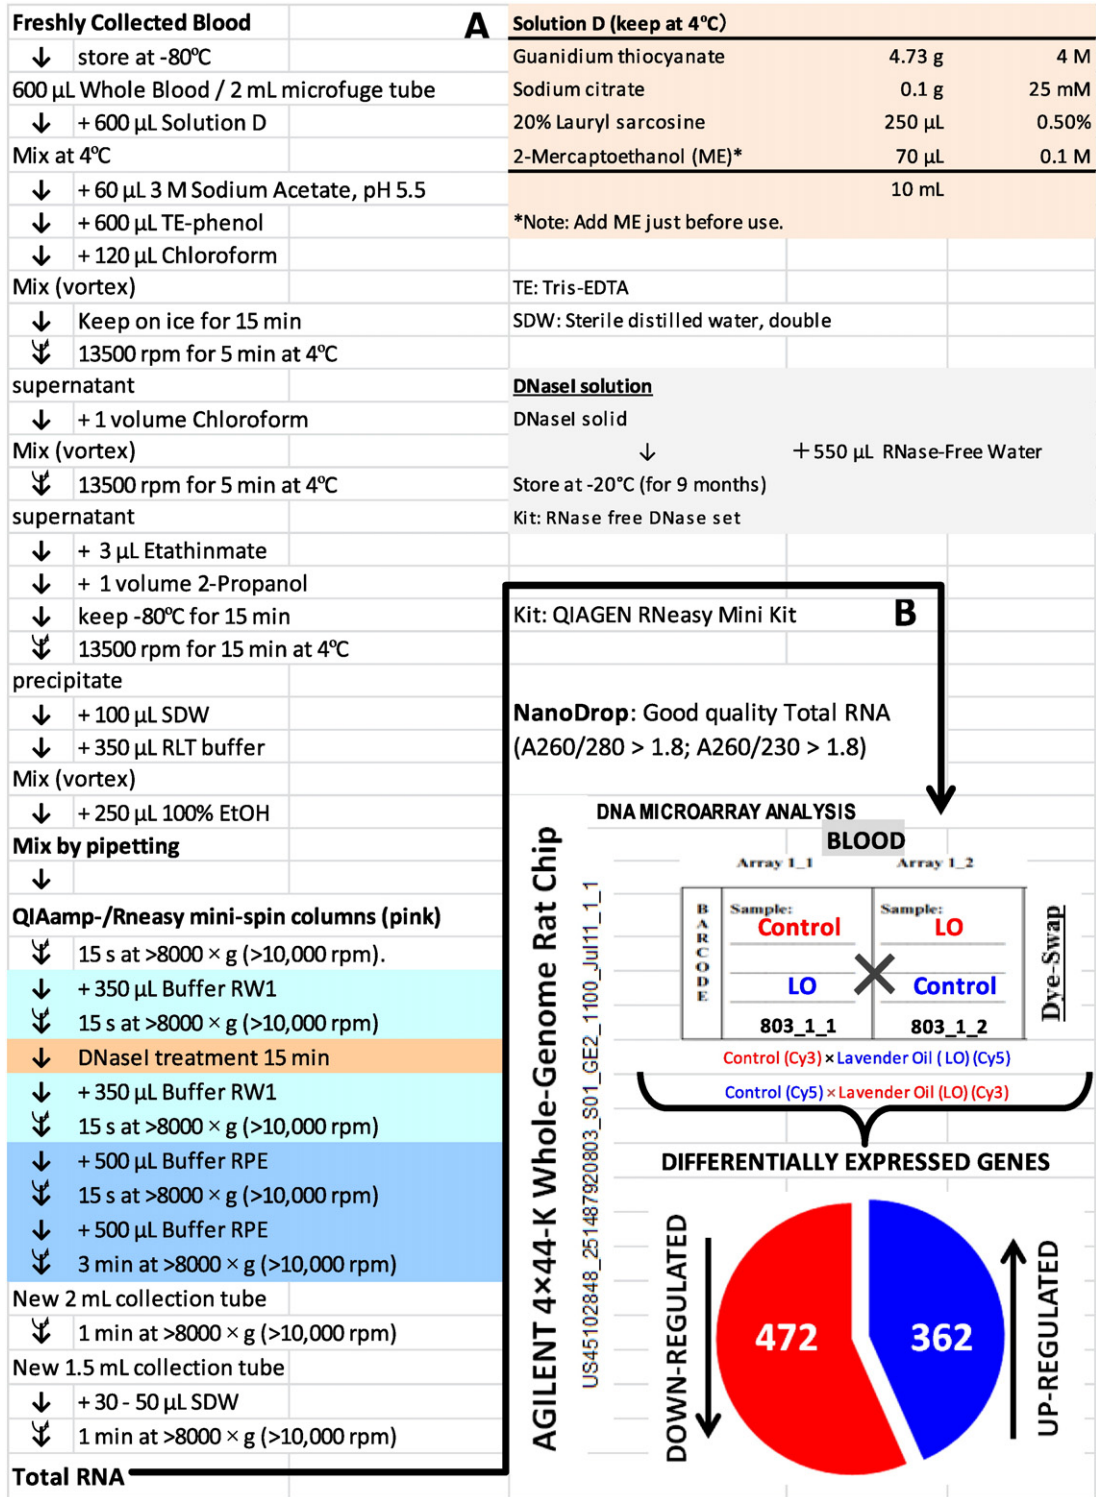 Freshly Collected Blood
A
↓ store at -80ºC
600 µL Whole Blood / 2 mL microfuge tube
↓ + 600 µL Solution D
Mix at 4ºC
↓ + 60 µL 3 M Sodium Acetate, pH 5.5
↓ + 600 µL TE-phenol
↓ + 120 µL Chloroform
Mix (vortex)
↓ Keep on ice for 15 min
13500 rpm for 5 min at 4ºC
supernatant
↓ + 1 volume Chloroform
Mix (vortex)
13500 rpm for 5 min at 4ºC
supernatant
↓ + 3 µL Etathinmate
↓ + 1 volume 2-Propanol
↓ keep -80ºC for 15 min
13500 rpm for 15 min at 4ºC
precipitate
↓ + 100 µL SDW
↓ + 350 µL RLT buffer
Mix (vortex)
↓ + 250 µL 100% EtOH
Mix by pipetting
↓
QIAamp-/Rneasy mini-spin columns (pink)
15 s at >8000 × g (>10,000 rpm).
↓ + 350 µL Buffer RW1
15 s at >8000 × g (>10,000 rpm)
↓ DNaseI treatment 15 min
↓ + 350 µL Buffer RW1
15 s at >8000 × g (>10,000 rpm)
↓ + 500 µL Buffer RPE
15 s at >8000 × g (>10,000 rpm)
↓ + 500 µL Buffer RPE
3 min at >8000 × g (>10,000 rpm)
New 2 mL collection tube
1 min at >8000 × g (>10,000 rpm)
New 1.5 mL collection tube
↓ + 30 - 50 µL SDW
1 min at >8000 × g (>10,000 rpm)
Total RNA
Solution D (keep at 4ºC)
Guanidium thiocyanate 4.73 g 4 M
Sodium citrate 0.1 g 25 mM
20% Lauryl sarcosine 250 µL 0.50%
2-Mercaptoethanol (ME)* 70 µL 0.1 M
10 mL
*Note: Add ME just before use.
TE: Tris-EDTA
SDW: Sterile distilled water, double
DNaseI solution
DNaseI solid
↓ +550 µL RNase-Free Water
Store at -20°C (for 9 months)
Kit: RNase free DNase set
Kit: QIAGEN RNeasy Mini Kit
B
NanoDrop: Good quality Total RNA
(A260/280 > 1.8; A260/230 > 1.8)
AGILENT 4×44-K Whole-Genome Rat Chip
US45102848_251487920803_S01_GE2_1100_Jul11_1_1
DNA MICROARRAY ANALYSIS
BLOOD
Array 1_1 Array 1_2
BARCODE
Sample: Sample:
Control LO
LO Control
803_1_1 803_1_2
Dye-Swap
Control (Cy3) × Lavender Oil ( LO) (Cy5)
Control (Cy5) × Lavender Oil (LO) (Cy3)
DIFFERENTIALLY EXPRESSED GENES
DOWN-REGULATED
472
362
UP-REGULATED